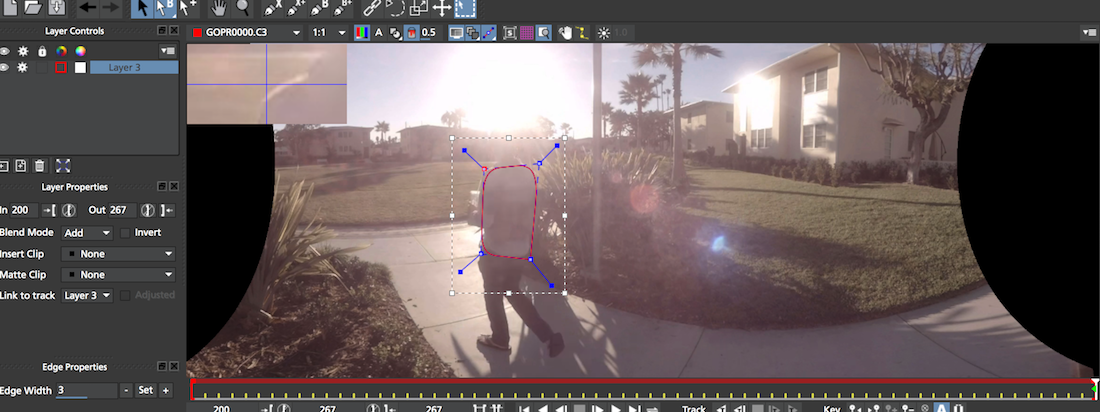 GOPR0000.C3 1:1 A 0.5 1.0
Layer Controls
Layer 3
Layer Properties
In 200 Out 267
Blend Mode Add Invert
Insert Clip None
Matte Clip None
Link to track Layer 3 Adjusted
Edge Properties
Edge Width 3 - Set +
200 267 267 Track Key A